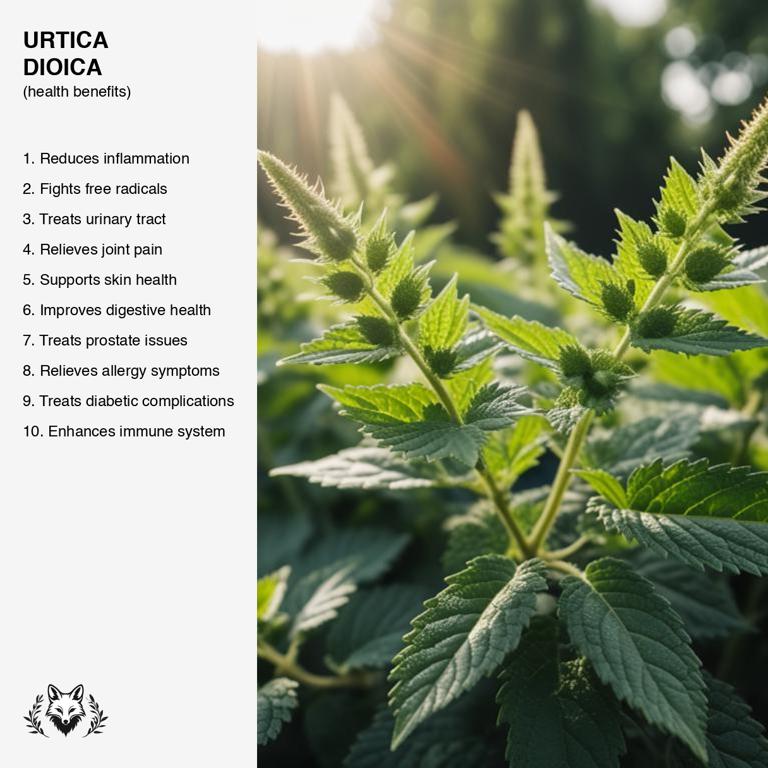 URTICA
DIOICA
(health benefits)
1. Reduces inflammation
2. Fights free radicals
3. Treats urinary tract
4. Relieves joint pain
5. Supports skin health
6. Improves digestive health
7. Treats prostate issues
8. Relieves allergy symptoms
9. Treats diabetic complications
10. Enhances immune system